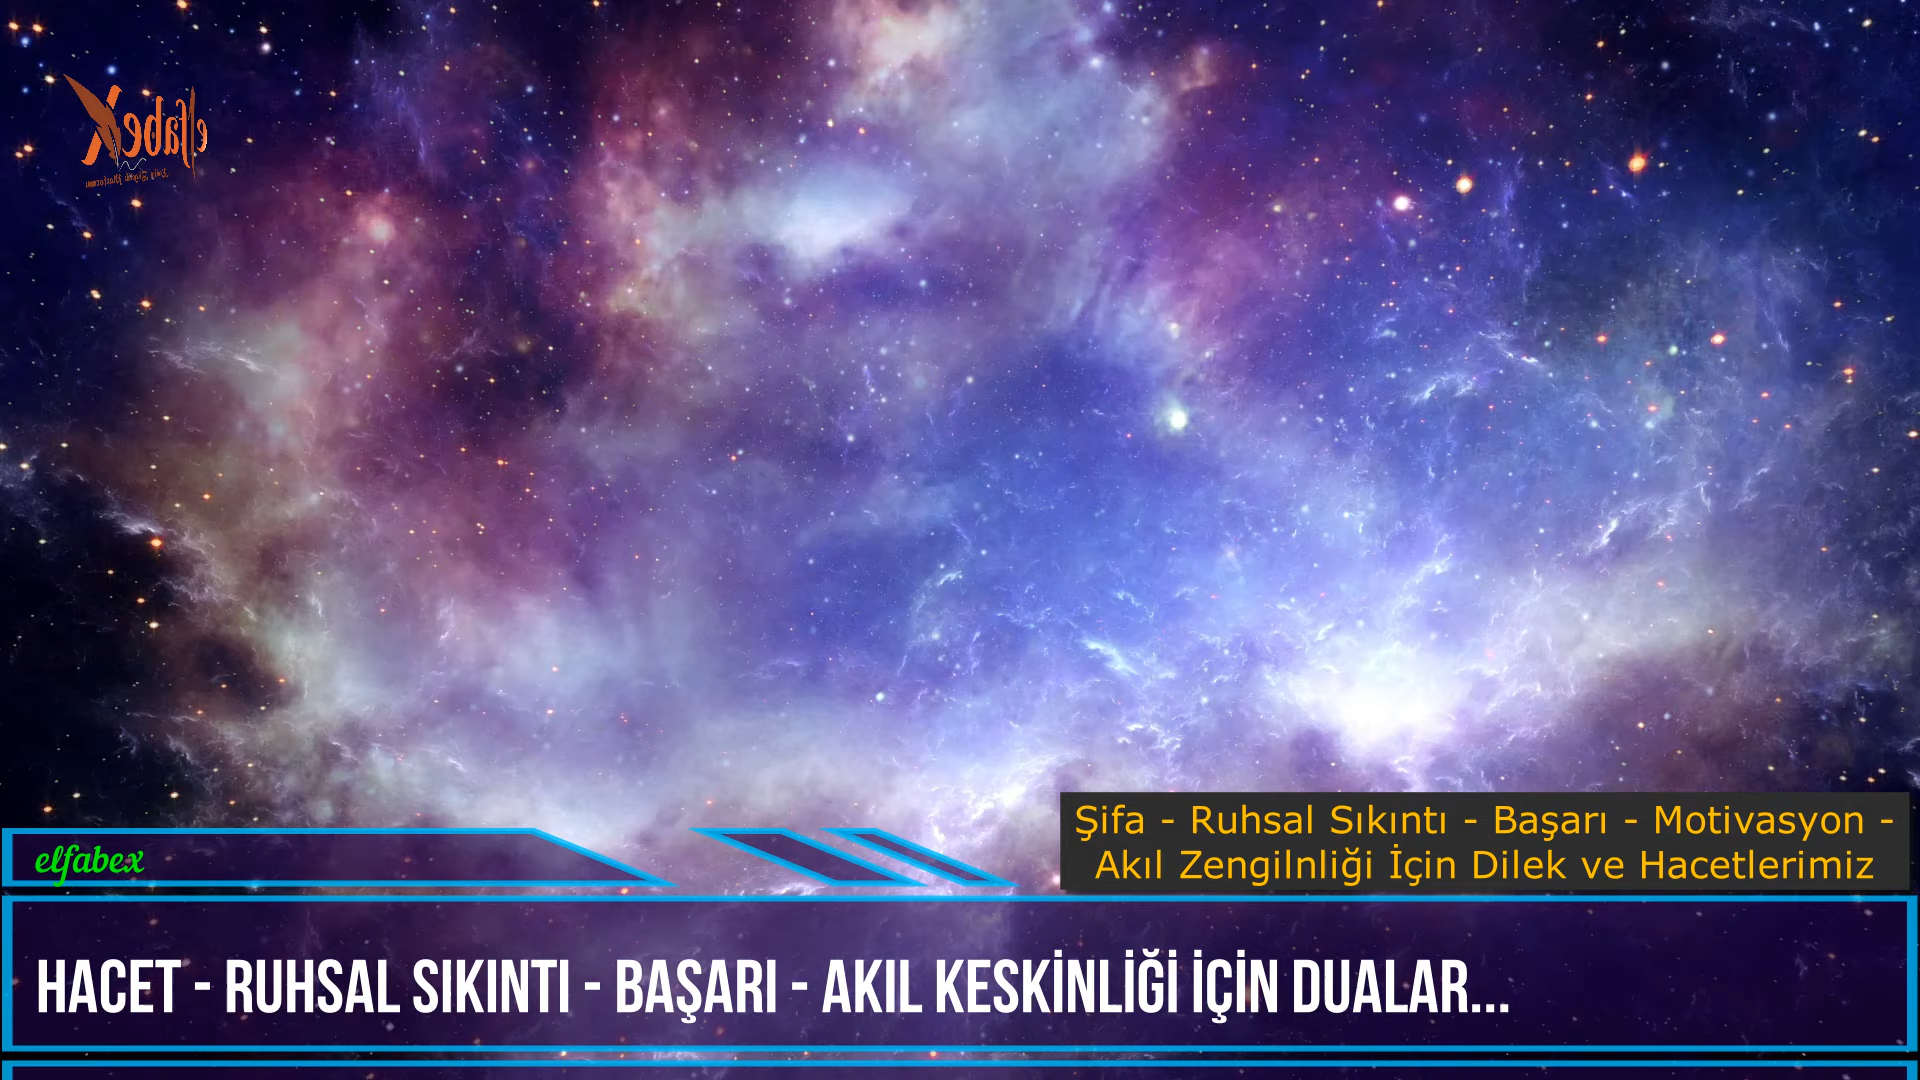 elfabex
Şifa - Ruhsal Sıkıntı - Başarı - Motivasyon -
Akıl Zengilnliği İçin Dilek ve Hacetlerimiz
elfabex
HACET - RUHSAL SIKINTI - BAŞARI - AKIL KESKİNLİĞİ İÇİN DUALAR...